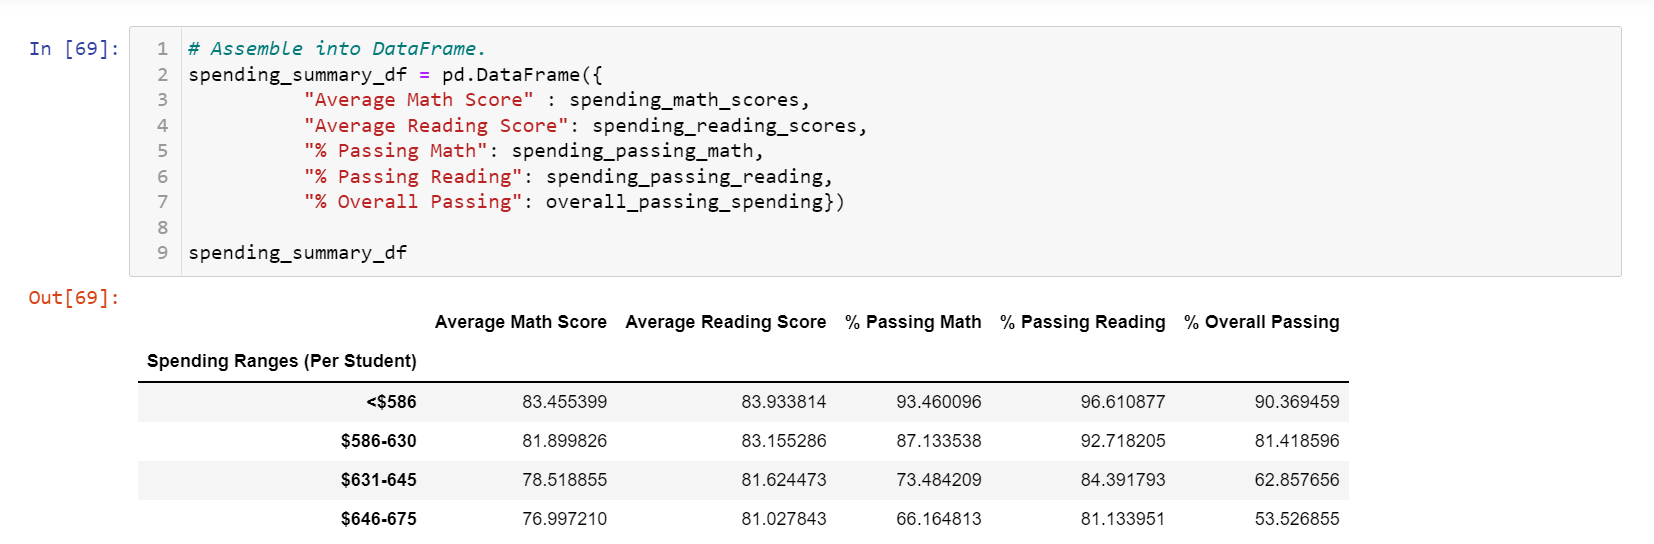 In [69]:
1 # Assemble into DataFrame.
2 spending_summary_df = pd.DataFrame({
3 "Average Math Score" : spending_math_scores,
4 "Average Reading Score": spending_reading_scores,
5 "% Passing Math": spending_passing_math,
6 "% Passing Reading": spending_passing_reading,
7 "% Overall Passing": overall_passing_spending})
8
9 spending_summary_df
Out[69]:
Average Math Score Average Reading Score % Passing Math % Passing Reading % Overall Passing
Spending Ranges (Per Student)
<$586 83.455399 83.933814 93.460096 96.610877 90.369459
$586-630 81.899826 83.155286 87.133538 92.718205 81.418596
$631-645 78.518855 81.624473 73.484209 84.391793 62.857656
$646-675 76.997210 81.027843 66.164813 81.133951 53.526855